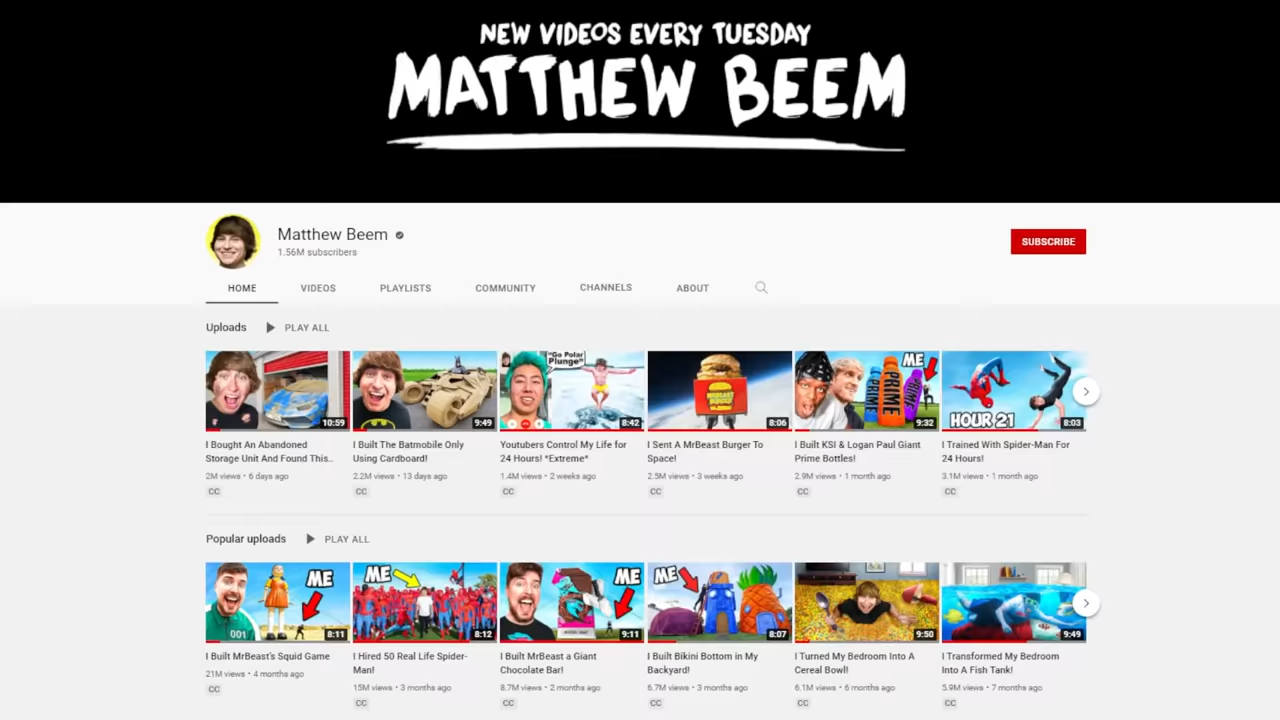 NEW VIDEOS EVERY TUESDAY
MATTHEW BEEM
Matthew Beem
1.56M subscribers
SUBSCRIBE
HOME VIDEOS PLAYLISTS COMMUNITY CHANNELS ABOUT
Uploads PLAY ALL
"Go Polar
Plunge"
ME
PRIME PRIME
HOUR 21
10:59 9:49 8:42 8:06 9:32 8:03
I Bought An Abandoned
Storage Unit And Found This...
2M views • 6 days ago
CC
I Built The Batmobile Only
Using Cardboard!
2.2M views • 13 days ago
CC
Youtubers Control My Life for
24 Hours! *Extreme*
1.4M views • 2 weeks ago
CC
I Sent A MrBeast Burger To
Space!
2.5M views • 3 weeks ago
CC
I Built KSI & Logan Paul Giant
Prime Bottles!
2.9M views • 1 month ago
CC
I Trained With Spider-Man For
24 Hours!
3.1M views • 1 month ago
CC
Popular uploads PLAY ALL
ME ME ME ME
001
8:11 8:12 9:11 8:07 9:50 9:49
I Built MrBeast's Squid Game
21M views • 4 months ago
CC
I Hired 50 Real Life Spider-
Man!
15M views • 3 months ago
CC
I Built MrBeast a Giant
Chocolate Bar!
8.7M views • 2 months ago
CC
I Built Bikini Bottom in My
Backyard!
6.7M views • 3 months ago
CC
I Turned My Bedroom Into A
Cereal Bowl!
6.1M views • 6 months ago
CC
I Transformed My Bedroom
Into A Fish Tank!
5.9M views • 7 months ago
CC